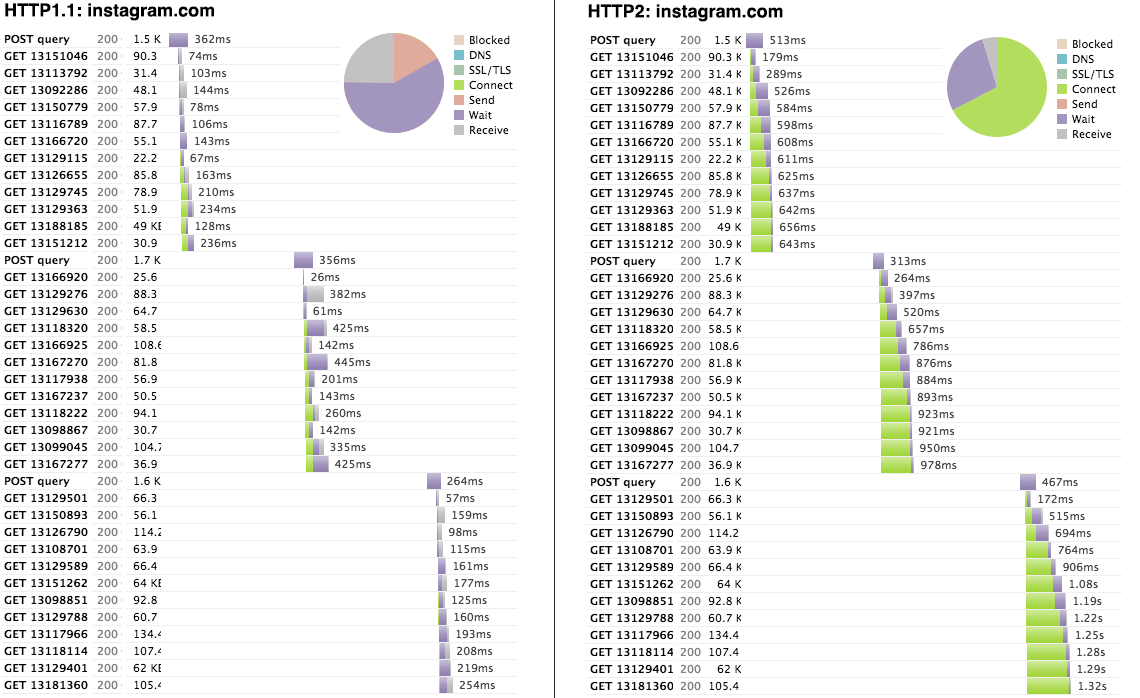 HTTP1.1: instagram.com
POST query 200 1.5 K 362ms
GET 13151046 200 90.3 74ms
GET 13113792 200 31.4 103ms
GET 13092286 200 48.1 144ms
GET 13150779 200 57.9 78ms
GET 13116789 200 87.7 106ms
GET 13166720 200 55.1 143ms
GET 13129115 200 22.2 67ms
GET 13126655 200 85.8 163ms
GET 13129745 200 78.9 210ms
GET 13129363 200 51.9 234ms
GET 13188185 200 49 KB 128ms
GET 13151212 200 30.9 236ms
POST query 200 1.7 K 356ms
GET 13166920 200 25.6 26ms
GET 13129276 200 88.3 382ms
GET 13129630 200 64.7 61ms
GET 13118320 200 58.5 425ms
GET 13166925 200 108.6 142ms
GET 13167270 200 81.8 445ms
GET 13117938 200 56.9 201ms
GET 13167237 200 50.5 143ms
GET 13118222 200 94.1 260ms
GET 13098867 200 30.7 142ms
GET 13099045 200 104.7 335ms
GET 13167277 200 36.9 425ms
POST query 200 1.6 K 264ms
GET 13129501 200 66.3 57ms
GET 13150893 200 56.1 159ms
GET 13126790 200 114.2 98ms
GET 13108701 200 63.9 115ms
GET 13129589 200 66.4 161ms
GET 13151262 200 64 KB 177ms
GET 13098851 200 92.8 125ms
GET 13129788 200 60.7 160ms
GET 13117966 200 134.4 193ms
GET 13118114 200 107.4 208ms
GET 13129401 200 62 KB 219ms
GET 13181360 200 105.4 254ms
Blocked
DNS
SSL/TLS
Connect
Send
Wait
Receive
HTTP2: instagram.com
POST query 200 1.5 K 513ms
GET 13151046 200 90.3 K 179ms
GET 13113792 200 31.4 K 289ms
GET 13092286 200 48.1 K 526ms
GET 13150779 200 57.9 K 584ms
GET 13116789 200 87.7 K 598ms
GET 13166720 200 55.1 K 608ms
GET 13129115 200 22.2 K 611ms
GET 13126655 200 85.8 K 625ms
GET 13129745 200 78.9 K 637ms
GET 13129363 200 51.9 K 642ms
GET 13188185 200 49 K 656ms
GET 13151212 200 30.9 K 643ms
POST query 200 1.7 K 313ms
GET 13166920 200 25.6 K 264ms
GET 13129276 200 88.3 K 397ms
GET 13129630 200 64.7 K 520ms
GET 13118320 200 58.5 K 657ms
GET 13166925 200 108.6 786ms
GET 13167270 200 81.8 K 876ms
GET 13117938 200 56.9 K 884ms
GET 13167237 200 50.5 K 893ms
GET 13118222 200 94.1 K 923ms
GET 13098867 200 30.7 K 921ms
GET 13099045 200 104.7 950ms
GET 13167277 200 36.9 K 978ms
POST query 200 1.6 K 467ms
GET 13129501 200 66.3 K 172ms
GET 13150893 200 56.1 K 515ms
GET 13126790 200 114.2 694ms
GET 13108701 200 63.9 K 764ms
GET 13129589 200 66.4 K 906ms
GET 13151262 200 64 K 1.08s
GET 13098851 200 92.8 K 1.19s
GET 13129788 200 60.7 K 1.22s
GET 13117966 200 134.4 1.25s
GET 13118114 200 107.4 1.28s
GET 13129401 200 62 K 1.29s
GET 13181360 200 105.4 1.32s
Blocked
DNS
SSL/TLS
Connect
Send
Wait
Receive